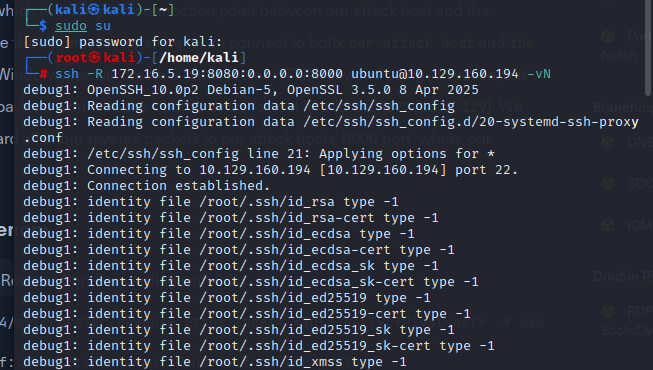 ┌──(kali㉿kali)-[~]
└─$ sudo su
[sudo] password for kali:
┌──(root㉿kali)-[/home/kali]
└─# ssh -R 172.16.5.19:8080:0.0.0.0:8000 ubuntu@10.129.160.194 -vN
debug1: OpenSSH_10.0p2 Debian-5, OpenSSL 3.5.0 8 Apr 2025
debug1: Reading configuration data /etc/ssh/ssh_config
debug1: Reading configuration data /etc/ssh/ssh_config.d/20-systemd-ssh-proxy
.conf
debug1: /etc/ssh/ssh_config line 21: Applying options for *
debug1: Connecting to 10.129.160.194 [10.129.160.194] port 22.
debug1: Connection established.
debug1: identity file /root/.ssh/id_rsa type -1
debug1: identity file /root/.ssh/id_rsa-cert type -1
debug1: identity file /root/.ssh/id_ecdsa type -1
debug1: identity file /root/.ssh/id_ecdsa-cert type -1
debug1: identity file /root/.ssh/id_ecdsa_sk type -1
debug1: identity file /root/.ssh/id_ecdsa_sk-cert type -1
debug1: identity file /root/.ssh/id_ed25519 type -1
debug1: identity file /root/.ssh/id_ed25519-cert type -1
debug1: identity file /root/.ssh/id_ed25519_sk type -1
debug1: identity file /root/.ssh/id_ed25519_sk-cert type -1
debug1: identity file /root/.ssh/id_xmss type -1